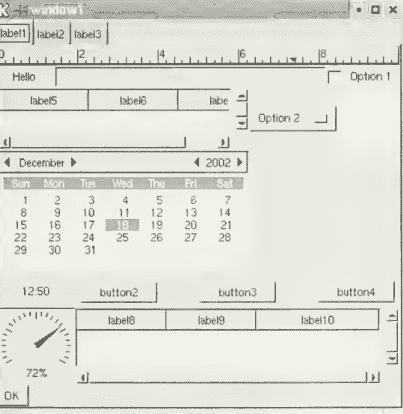 window1
label1 label2 label3
0 2 4 6 8
Hello Option 1
label5 label6 labe
Option 2
December 2002
Sun Mon Tue Wed Thu Fri Sat
1 2 3 4 5 6 7
8 9 10 11 12 13 14
15 16 17 18 19 20 21
22 23 24 25 26 27 28
29 30 31
12:50 button2 button3 button4
label8 label9 label10
72%
OK